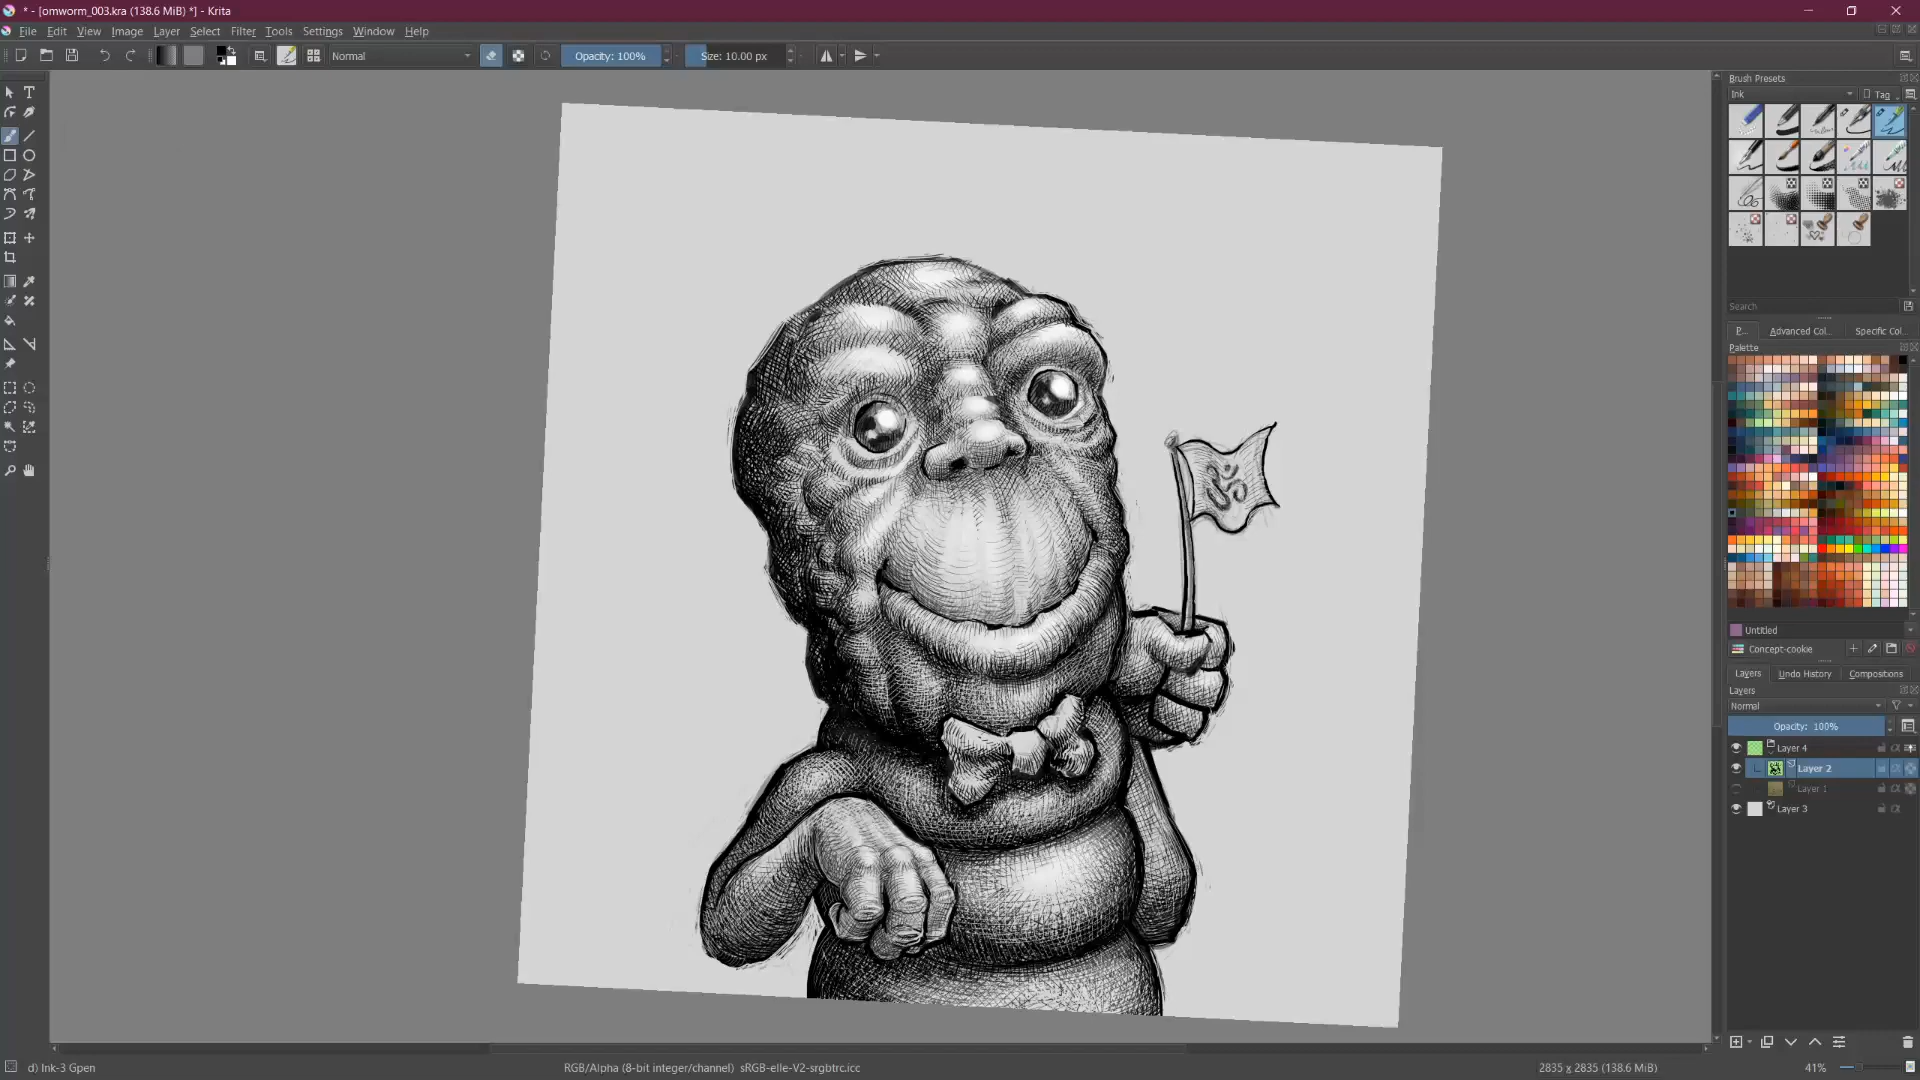 * - [omworm_003.kra (138.6 MiB) *] - Krita
File Edit View Image Layer Select Filter Tools Settings Window Help
Normal Opacity: 100% Size: 10.00 px
Brush Presets
Ink Tag
Search
P... Advanced Col... Specific Col...
Palette
ॐ
Untitled
Concept-cookie
Layers Undo History Compositions
Layers
Normal
Opacity: 100%
Layer 4
Layer 2
Layer 1
Layer 3
d) Ink-3 Gpen RGB/Alpha (8-bit integer/channel) sRGB-elle-V2-srgbtrc.icc 2835 x 2835 (138.6 MiB) 41%